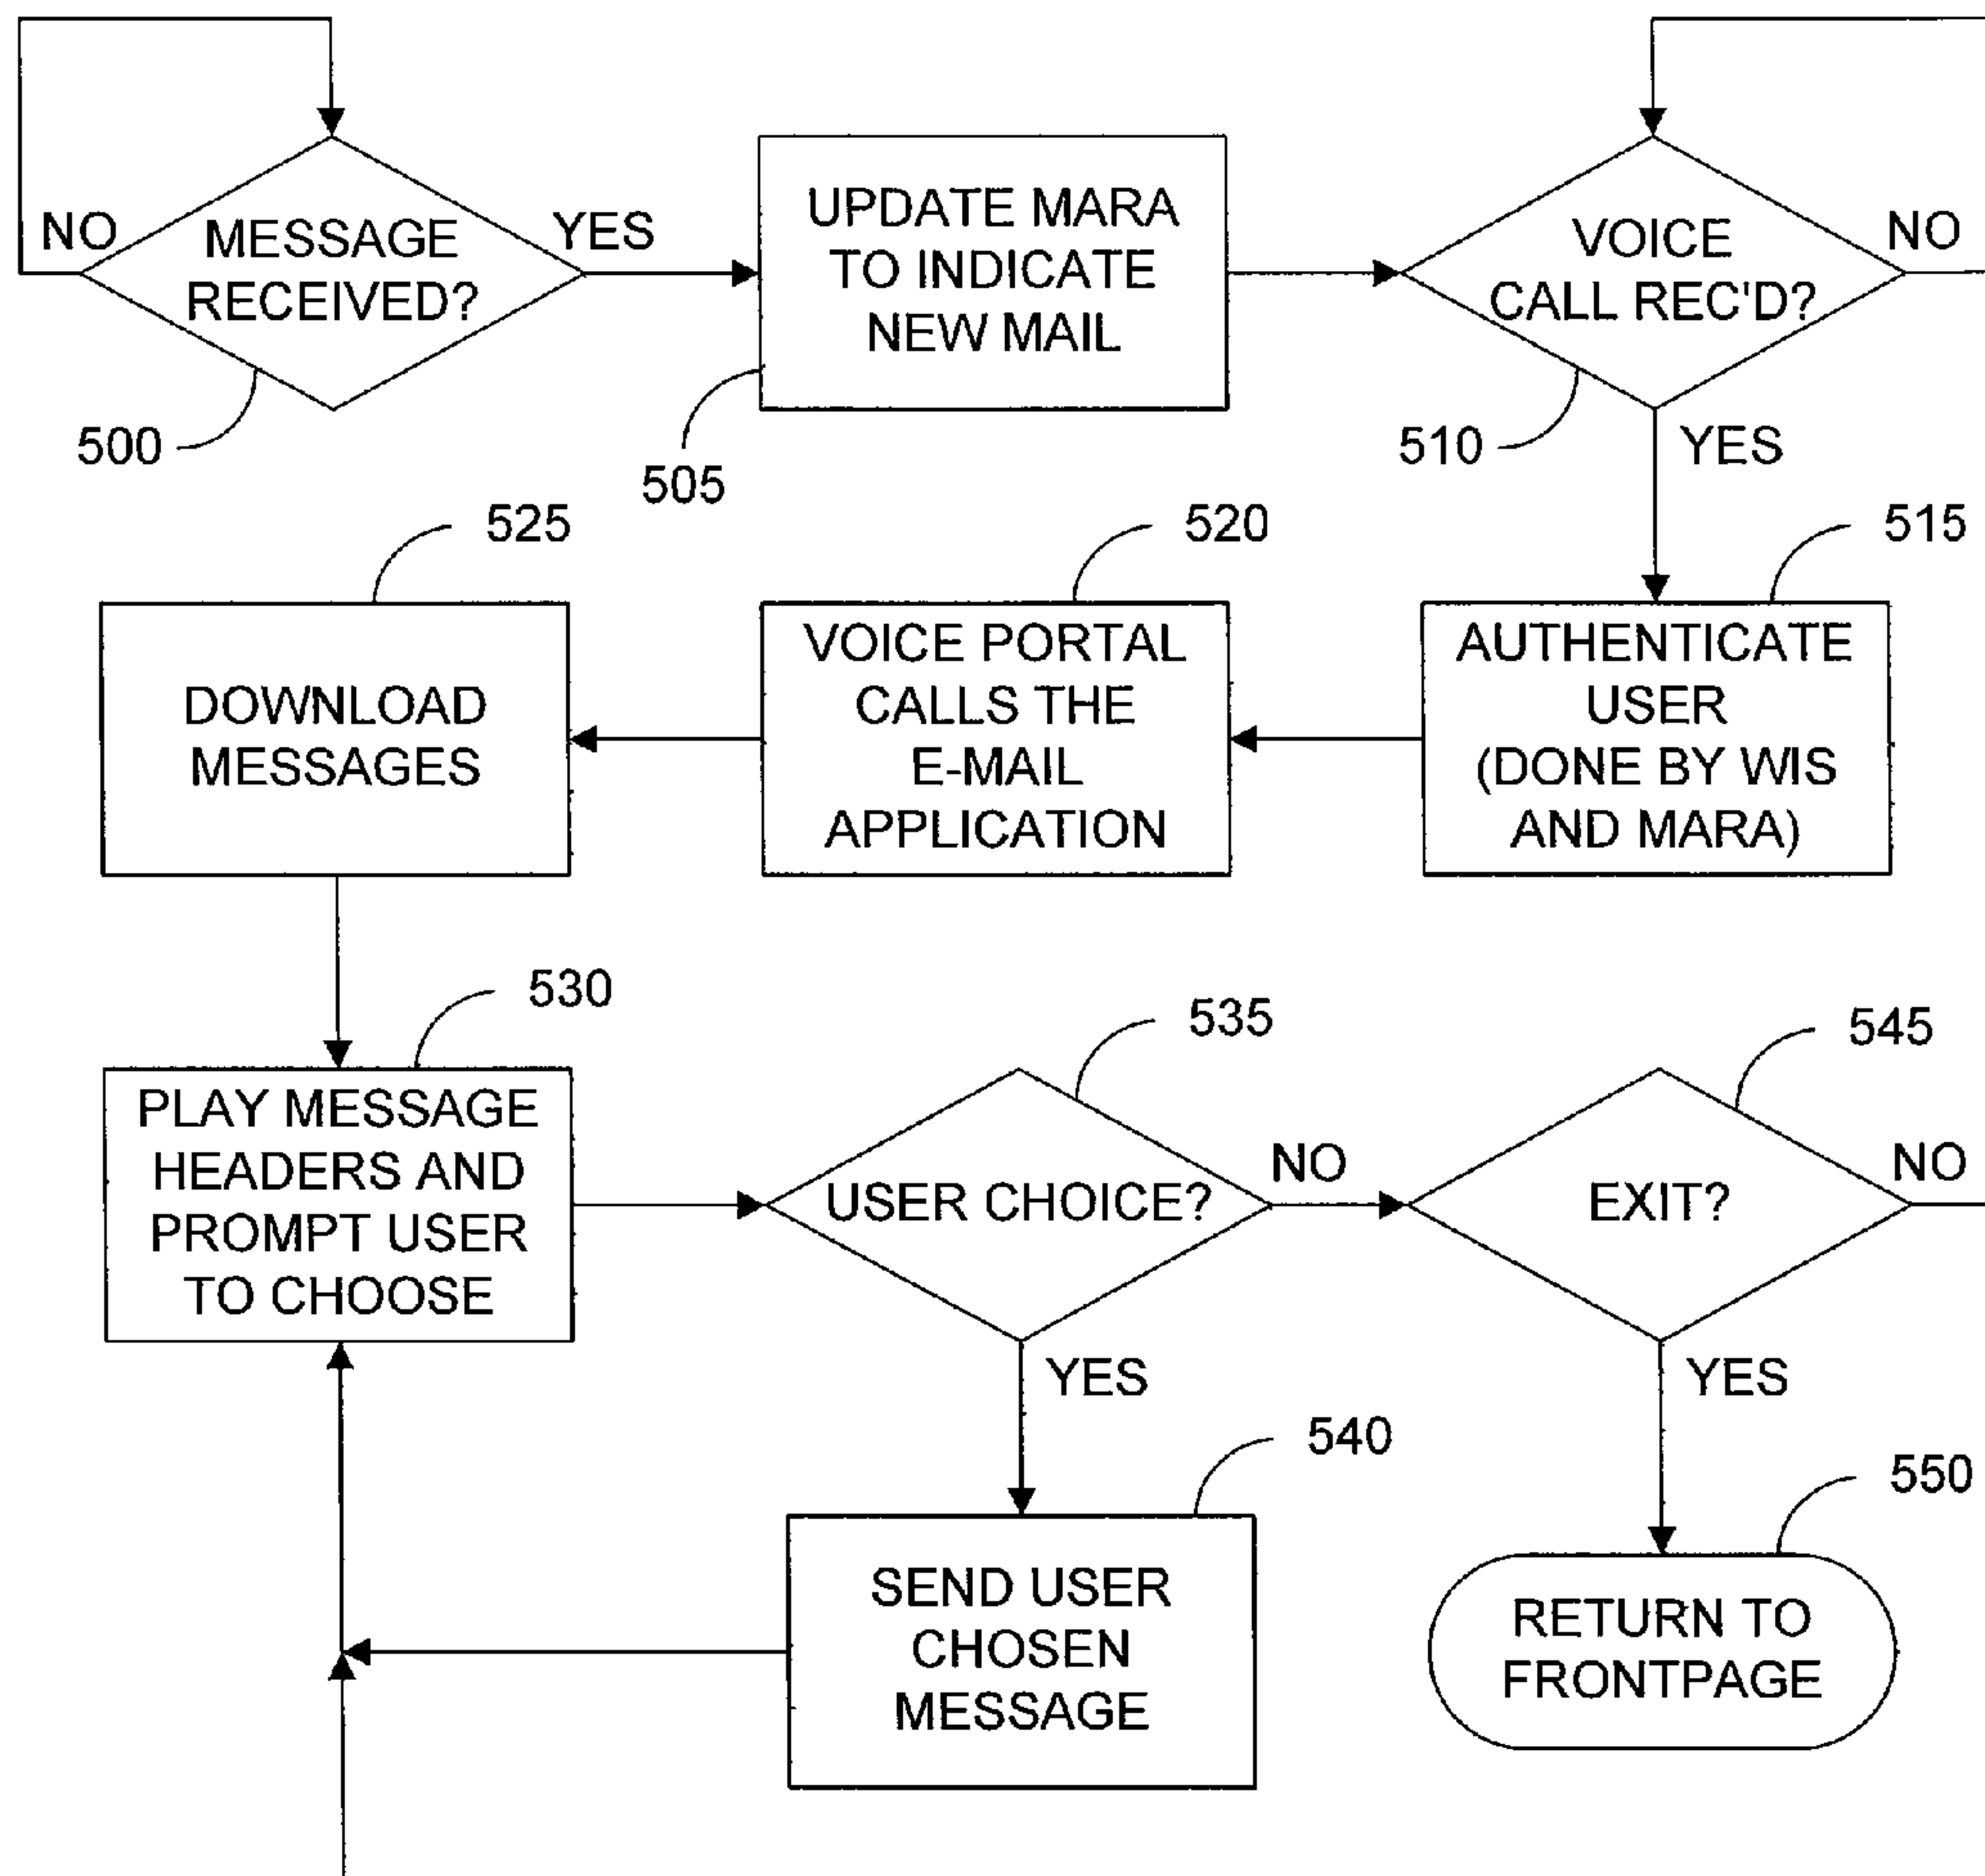 NO
MESSAGE
RECEIVED?
YES
500
UPDATE MARA
TO INDICATE
NEW MAIL
505
VOICE
CALL REC'D?
NO
510
YES
515
AUTHENTICATE
USER
(DONE BY WIS
AND MARA)
520
VOICE PORTAL
CALLS THE
E-MAIL
APPLICATION
525
DOWNLOAD
MESSAGES
530
PLAY MESSAGE
HEADERS AND
PROMPT USER
TO CHOOSE
535
USER CHOICE?
NO
YES
545
EXIT?
NO
YES
540
SEND USER
CHOSEN
MESSAGE
550
RETURN TO
FRONTPAGE